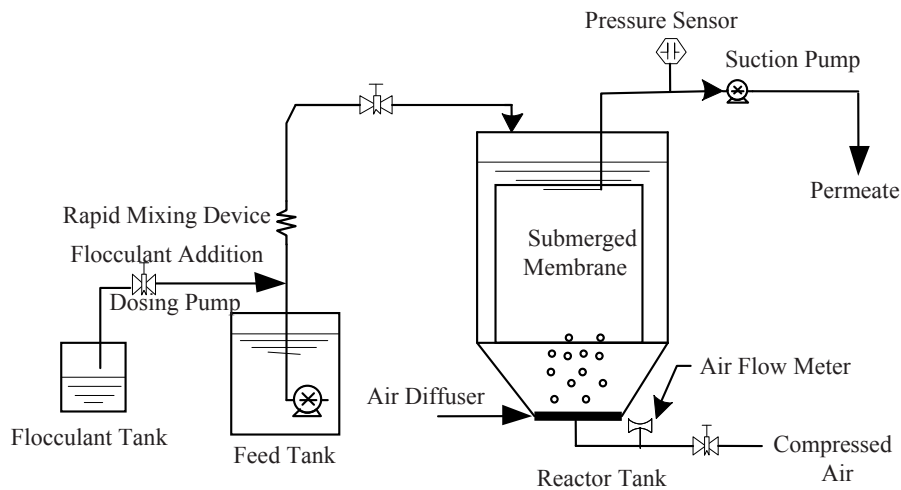 Pressure Sensor
Suction Pump
Permeate
Rapid Mixing Device
Submerged
Membrane
Flocculant Addition
Dosing Pump
Air Flow Meter
Air Diffuser
Flocculant Tank
Feed Tank
Reactor Tank
Compressed
Air